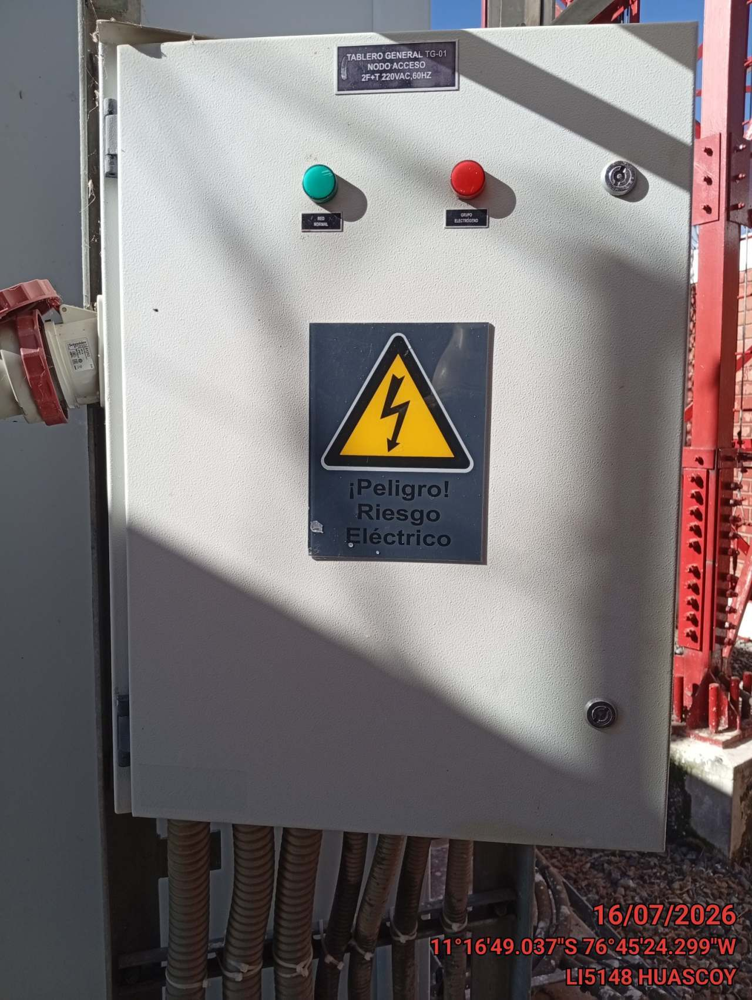 TABLERO GENERAL TG-01
NODO ACCESO
2F+T,220VAC,60HZ
RED
NORMAL
GRUPO
ELECTRÓGENO
Schneider
¡Peligro!
Riesgo
Eléctrico
16/07/2026
11°16'49.037"S 76°45'24.299"W
LI5148 HUASCOY